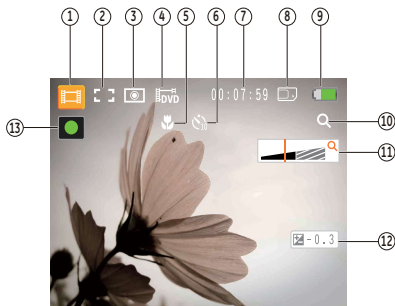 ① ② ③ ④ ⑤ ⑥ ⑦ ⑧ ⑨
DVD 00:07:59
⑬ 10 ⑩
⑪
-0.3 ⑫